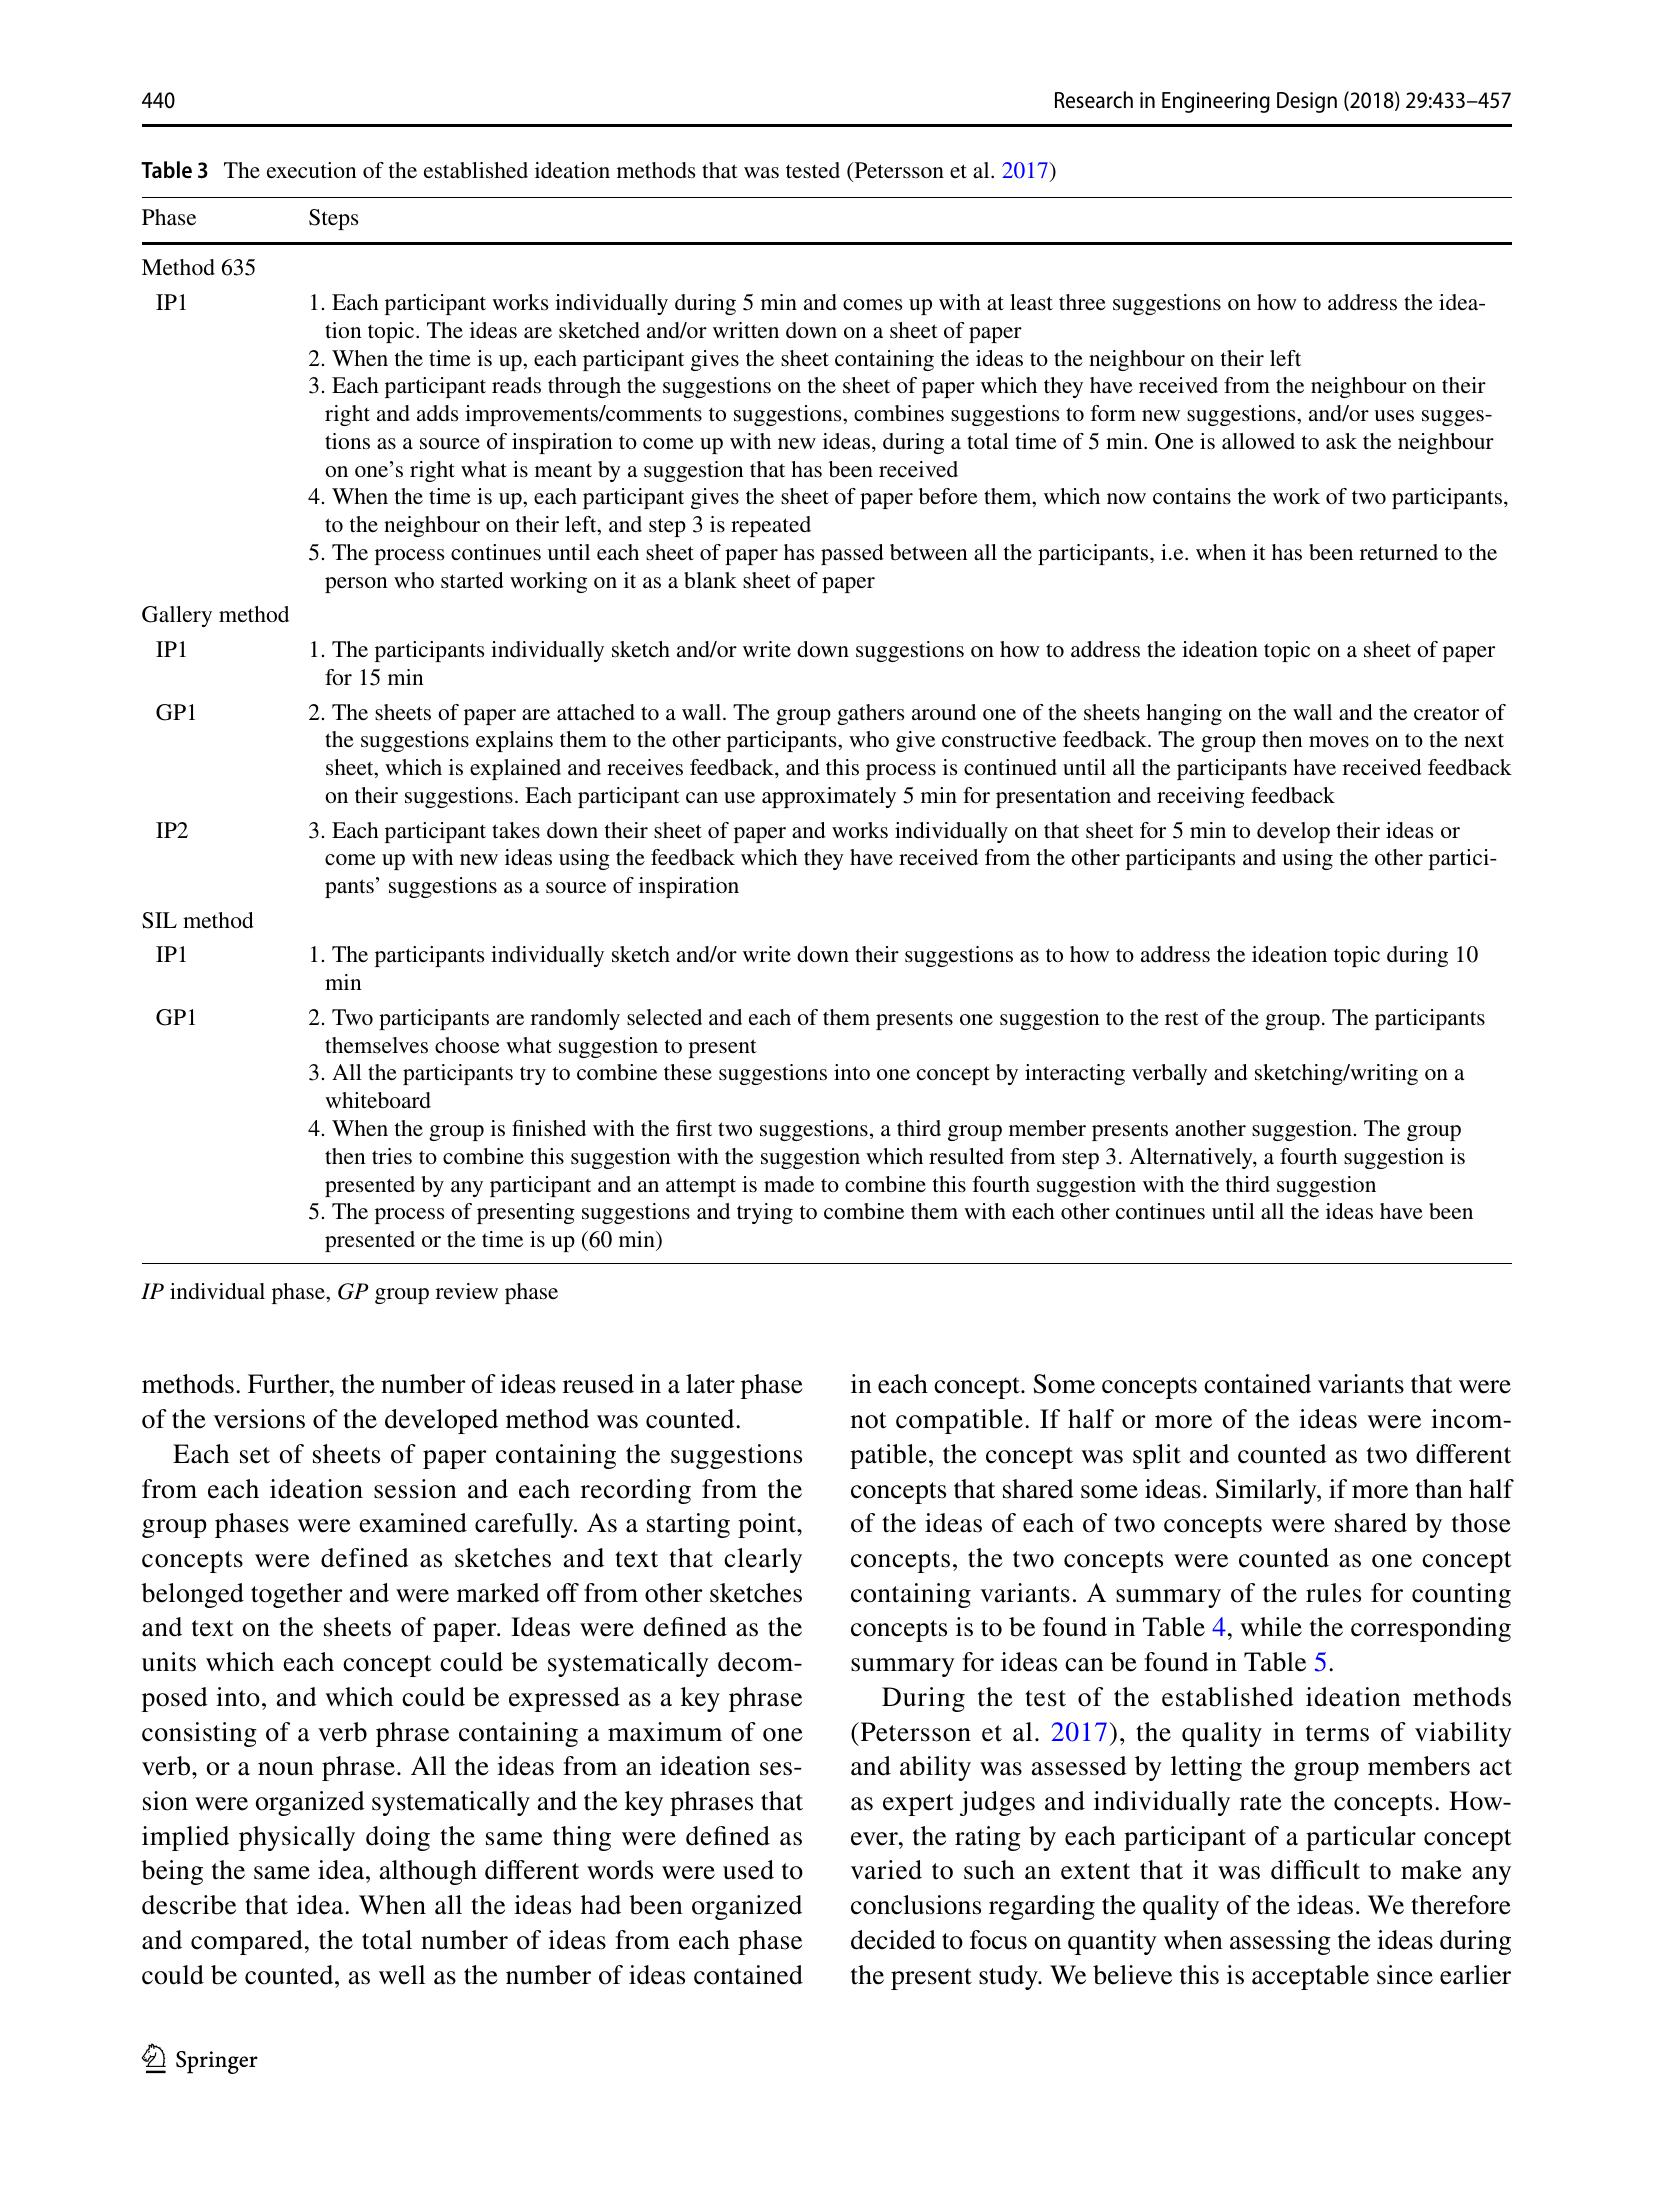 440
Research in Engineering Design (2018) 29:433–457
Table 3 The execution of the established ideation methods that was tested (Petersson et al. 2017)
Phase Steps
Method 635
IP1 1. Each participant works individually during 5 min and comes up with at least three suggestions on how to address the idea-
tion topic. The ideas are sketched and/or written down on a sheet of paper
2. When the time is up, each participant gives the sheet containing the ideas to the neighbour on their left
3. Each participant reads through the suggestions on the sheet of paper which they have received from the neighbour on their
right and adds improvements/comments to suggestions, combines suggestions to form new suggestions, and/or uses sugges-
tions as a source of inspiration to come up with new ideas, during a total time of 5 min. One is allowed to ask the neighbour
on one's right what is meant by a suggestion that has been received
4. When the time is up, each participant gives the sheet of paper before them, which now contains the work of two participants,
to the neighbour on their left, and step 3 is repeated
5. The process continues until each sheet of paper has passed between all the participants, i.e. when it has been returned to the
person who started working on it as a blank sheet of paper
Gallery method
IP1 1. The participants individually sketch and/or write down suggestions on how to address the ideation topic on a sheet of paper
for 15 min
GP1 2. The sheets of paper are attached to a wall. The group gathers around one of the sheets hanging on the wall and the creator of
the suggestions explains them to the other participants, who give constructive feedback. The group then moves on to the next
sheet, which is explained and receives feedback, and this process is continued until all the participants have received feedback
on their suggestions. Each participant can use approximately 5 min for presentation and receiving feedback
IP2 3. Each participant takes down their sheet of paper and works individually on that sheet for 5 min to develop their ideas or
come up with new ideas using the feedback which they have received from the other participants and using the other partici-
pants' suggestions as a source of inspiration
SIL method
IP1 1. The participants individually sketch and/or write down their suggestions as to how to address the ideation topic during 10
min
GP1 2. Two participants are randomly selected and each of them presents one suggestion to the rest of the group. The participants
themselves choose what suggestion to present
3. All the participants try to combine these suggestions into one concept by interacting verbally and sketching/writing on a
whiteboard
4. When the group is finished with the first two suggestions, a third group member presents another suggestion. The group
then tries to combine this suggestion with the suggestion which resulted from step 3. Alternatively, a fourth suggestion is
presented by any participant and an attempt is made to combine this fourth suggestion with the third suggestion
5. The process of presenting suggestions and trying to combine them with each other continues until all the ideas have been
presented or the time is up (60 min)
IP individual phase, GP group review phase
methods. Further, the number of ideas reused in a later phase
of the versions of the developed method was counted.
Each set of sheets of paper containing the suggestions
from each ideation session and each recording from the
group phases were examined carefully. As a starting point,
concepts were defined as sketches and text that clearly
belonged together and were marked off from other sketches
and text on the sheets of paper. Ideas were defined as the
units which each concept could be systematically decom-
posed into, and which could be expressed as a key phrase
consisting of a verb phrase containing a maximum of one
verb, or a noun phrase. All the ideas from an ideation ses-
sion were organized systematically and the key phrases that
implied physically doing the same thing were defined as
being the same idea, although different words were used to
describe that idea. When all the ideas had been organized
and compared, the total number of ideas from each phase
could be counted, as well as the number of ideas contained
in each concept. Some concepts contained variants that were
not compatible. If half or more of the ideas were incom-
patible, the concept was split and counted as two different
concepts that shared some ideas. Similarly, if more than half
of the ideas of each of two concepts were shared by those
concepts, the two concepts were counted as one concept
containing variants. A summary of the rules for counting
concepts is to be found in Table 4, while the corresponding
summary for ideas can be found in Table 5.
During the test of the established ideation methods
(Petersson et al. 2017), the quality in terms of viability
and ability was assessed by letting the group members act
as expert judges and individually rate the concepts. How-
ever, the rating by each participant of a particular concept
varied to such an extent that it was difficult to make any
conclusions regarding the quality of the ideas. We therefore
decided to focus on quantity when assessing the ideas during
the present study. We believe this is acceptable since earlier
Springer